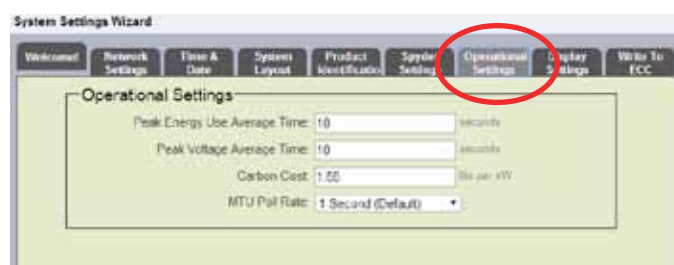 System Settings Wizard
Welcome! Network Settings Time & Date System Layout Product Identification Spyder Settings Operational Settings Display Settings Write To ECC
Operational Settings
Peak Energy Use Average Time: 10 seconds
Peak Voltage Average Time: 10 seconds
Carbon Cost: 1.55 lbs per kW
MTU Poll Rate: 1 Second (Default)